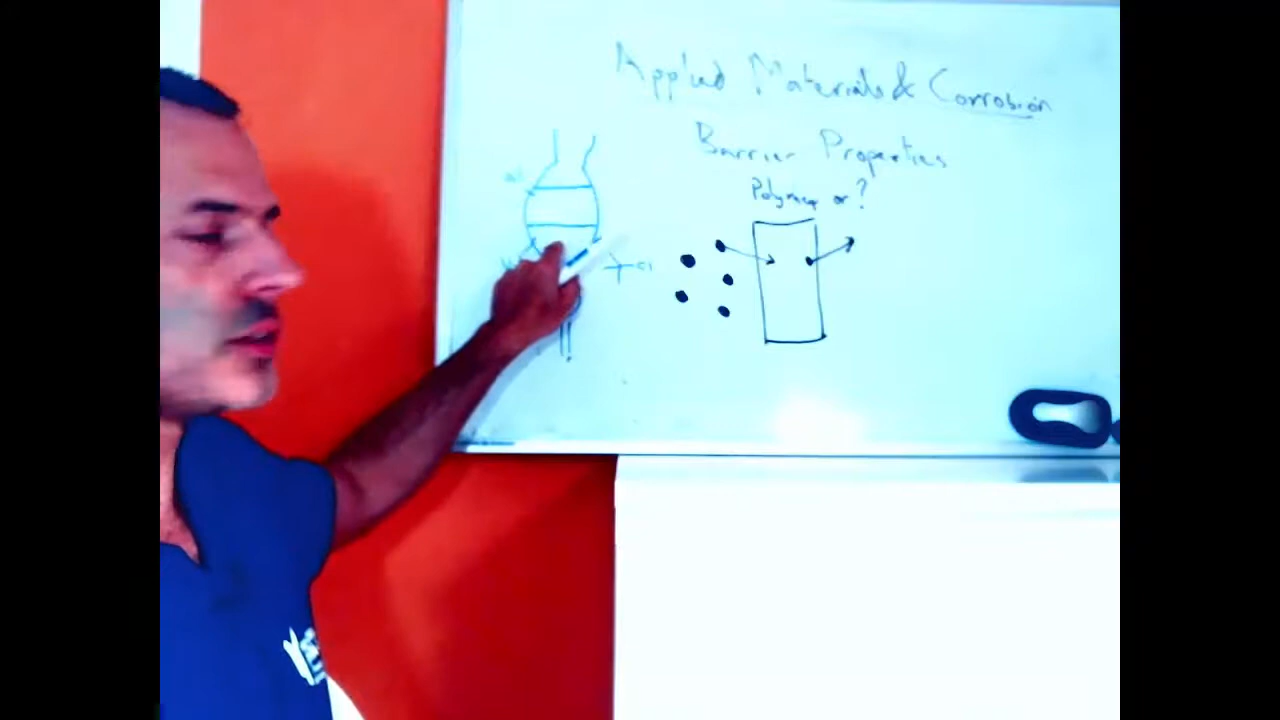 Applied Materials & Corrosion
Barrier Properties
Polymer or ?